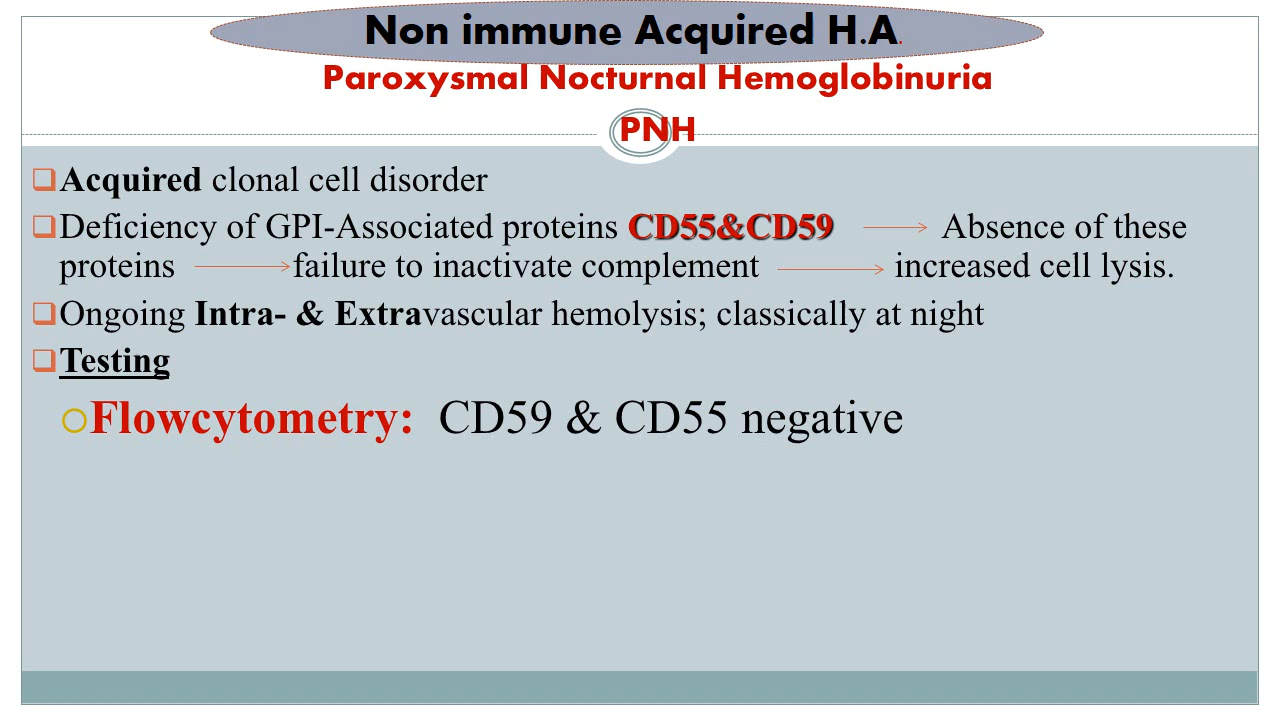 Non immune Acquired H.A.
Paroxysmal Nocturnal Hemoglobinuria
PNH
Acquired clonal cell disorder
Deficiency of GPI-Associated proteins CD55&CD59 Absence of these
proteins failure to inactivate complement increased cell lysis.
Ongoing Intra- & Extravascular hemolysis; classically at night
Testing
Flowcytometry: CD59 & CD55 negative